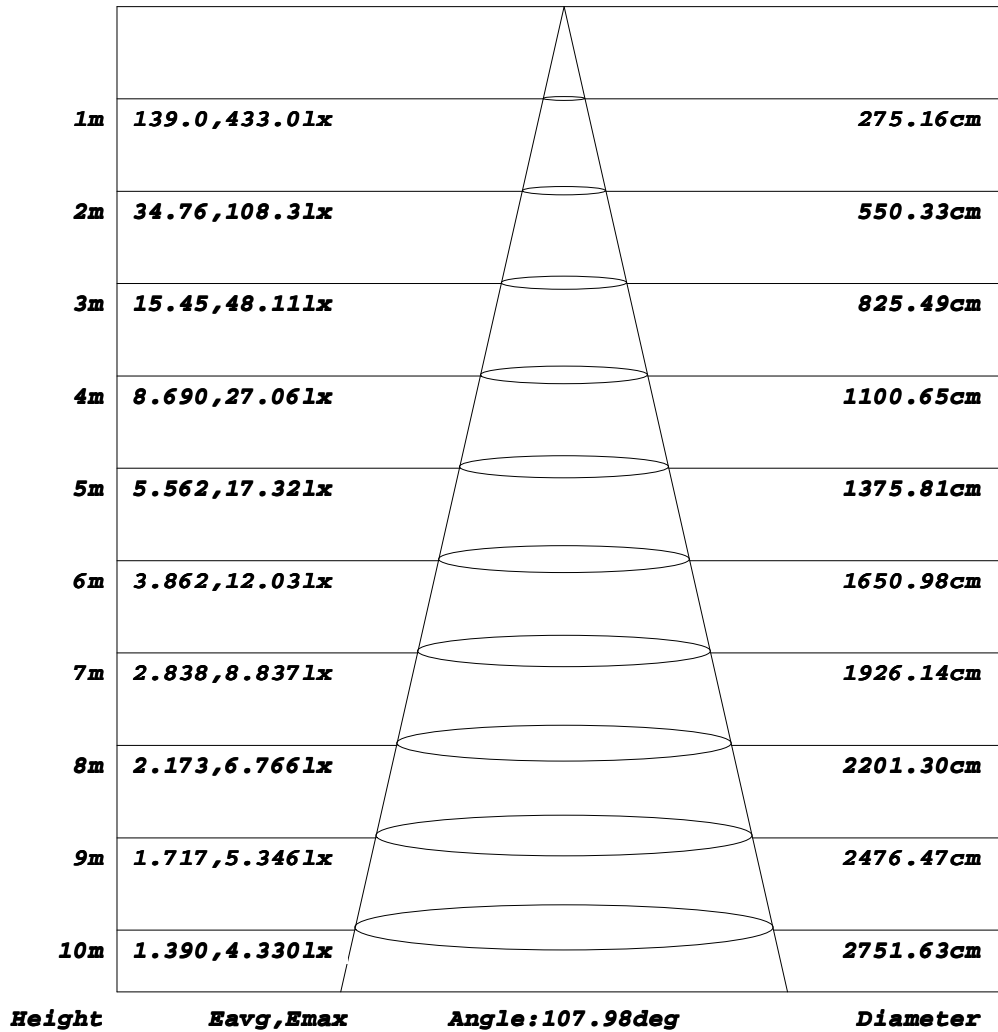 1m 139.0,433.0lx 275.16cm
2m 34.76,108.3lx 550.33cm
3m 15.45,48.11lx 825.49cm
4m 8.690,27.06lx 1100.65cm
5m 5.562,17.32lx 1375.81cm
6m 3.862,12.03lx 1650.98cm
7m 2.838,8.837lx 1926.14cm
8m 2.173,6.766lx 2201.30cm
9m 1.717,5.346lx 2476.47cm
10m 1.390,4.330lx 2751.63cm
Height Eavg,Emax Angle:107.98deg Diameter